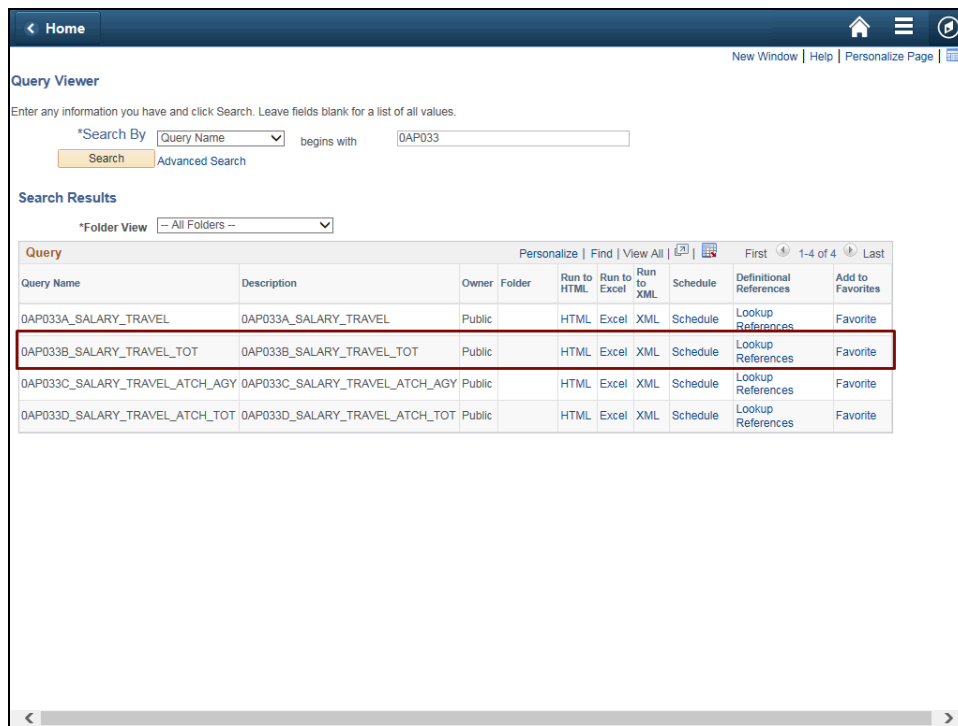 Home
New Window | Help | Personalize Page |
Query Viewer
Enter any information you have and click Search. Leave fields blank for a list of all values.
*Search By Query Name begins with 0AP033
Search Advanced Search
Search Results
*Folder View -- All Folders --
Query Personalize | Find | View All | | First 1-4 of 4 Last
Query Name Description Owner Folder Run to HTML Run to Excel Run to XML Schedule Definitional References Add to Favorites
0AP033A_SALARY_TRAVEL 0AP033A_SALARY_TRAVEL Public HTML Excel XML Schedule Lookup References Favorite
0AP033B_SALARY_TRAVEL_TOT 0AP033B_SALARY_TRAVEL_TOT Public HTML Excel XML Schedule Lookup References Favorite
0AP033C_SALARY_TRAVEL_ATCH_AGY 0AP033C_SALARY_TRAVEL_ATCH_AGY Public HTML Excel XML Schedule Lookup References Favorite
0AP033D_SALARY_TRAVEL_ATCH_TOT 0AP033D_SALARY_TRAVEL_ATCH_TOT Public HTML Excel XML Schedule Lookup References Favorite